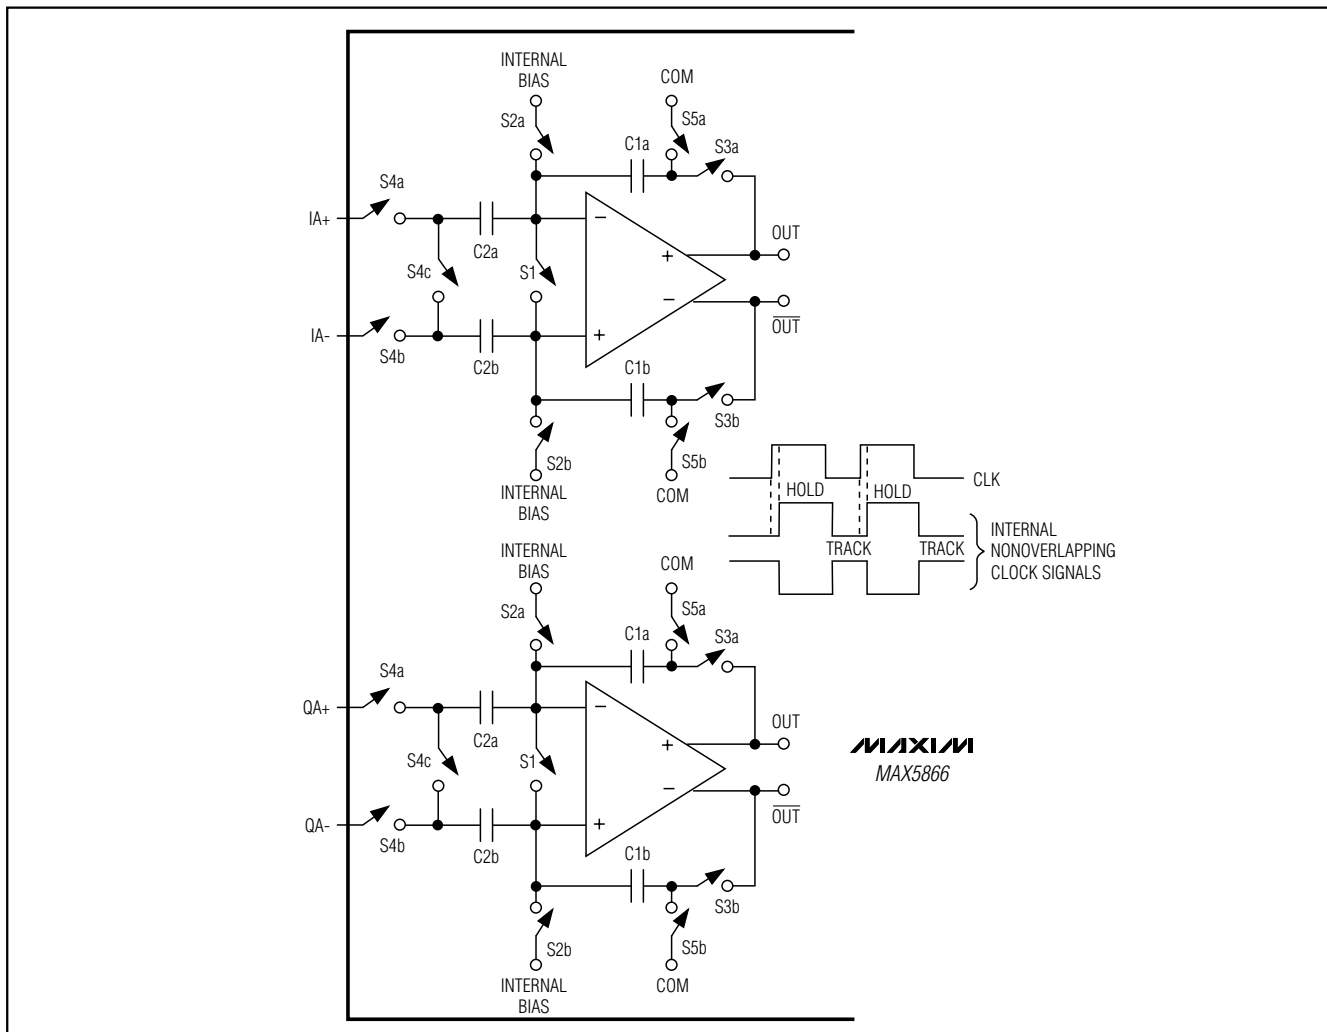 INTERNAL
BIAS
COM
S2a
S5a
C1a
S3a
S4a
IA+
−
C2a
OUT
+
S4c
S1
−
OUT
IA-
+
S4b
C2b
C1b
S3b
S2b
S5b
INTERNAL
BIAS
COM
CLK
HOLD
HOLD
TRACK
TRACK
INTERNAL
NONOVERLAPPING
CLOCK SIGNALS
INTERNAL
BIAS
COM
S2a
S5a
C1a
S3a
S4a
QA+
−
C2a
OUT
+
S4c
S1
−
OUT
QA-
+
S4b
C2b
C1b
S3b
S2b
S5b
INTERNAL
BIAS
COM
MAXIM
MAX5866